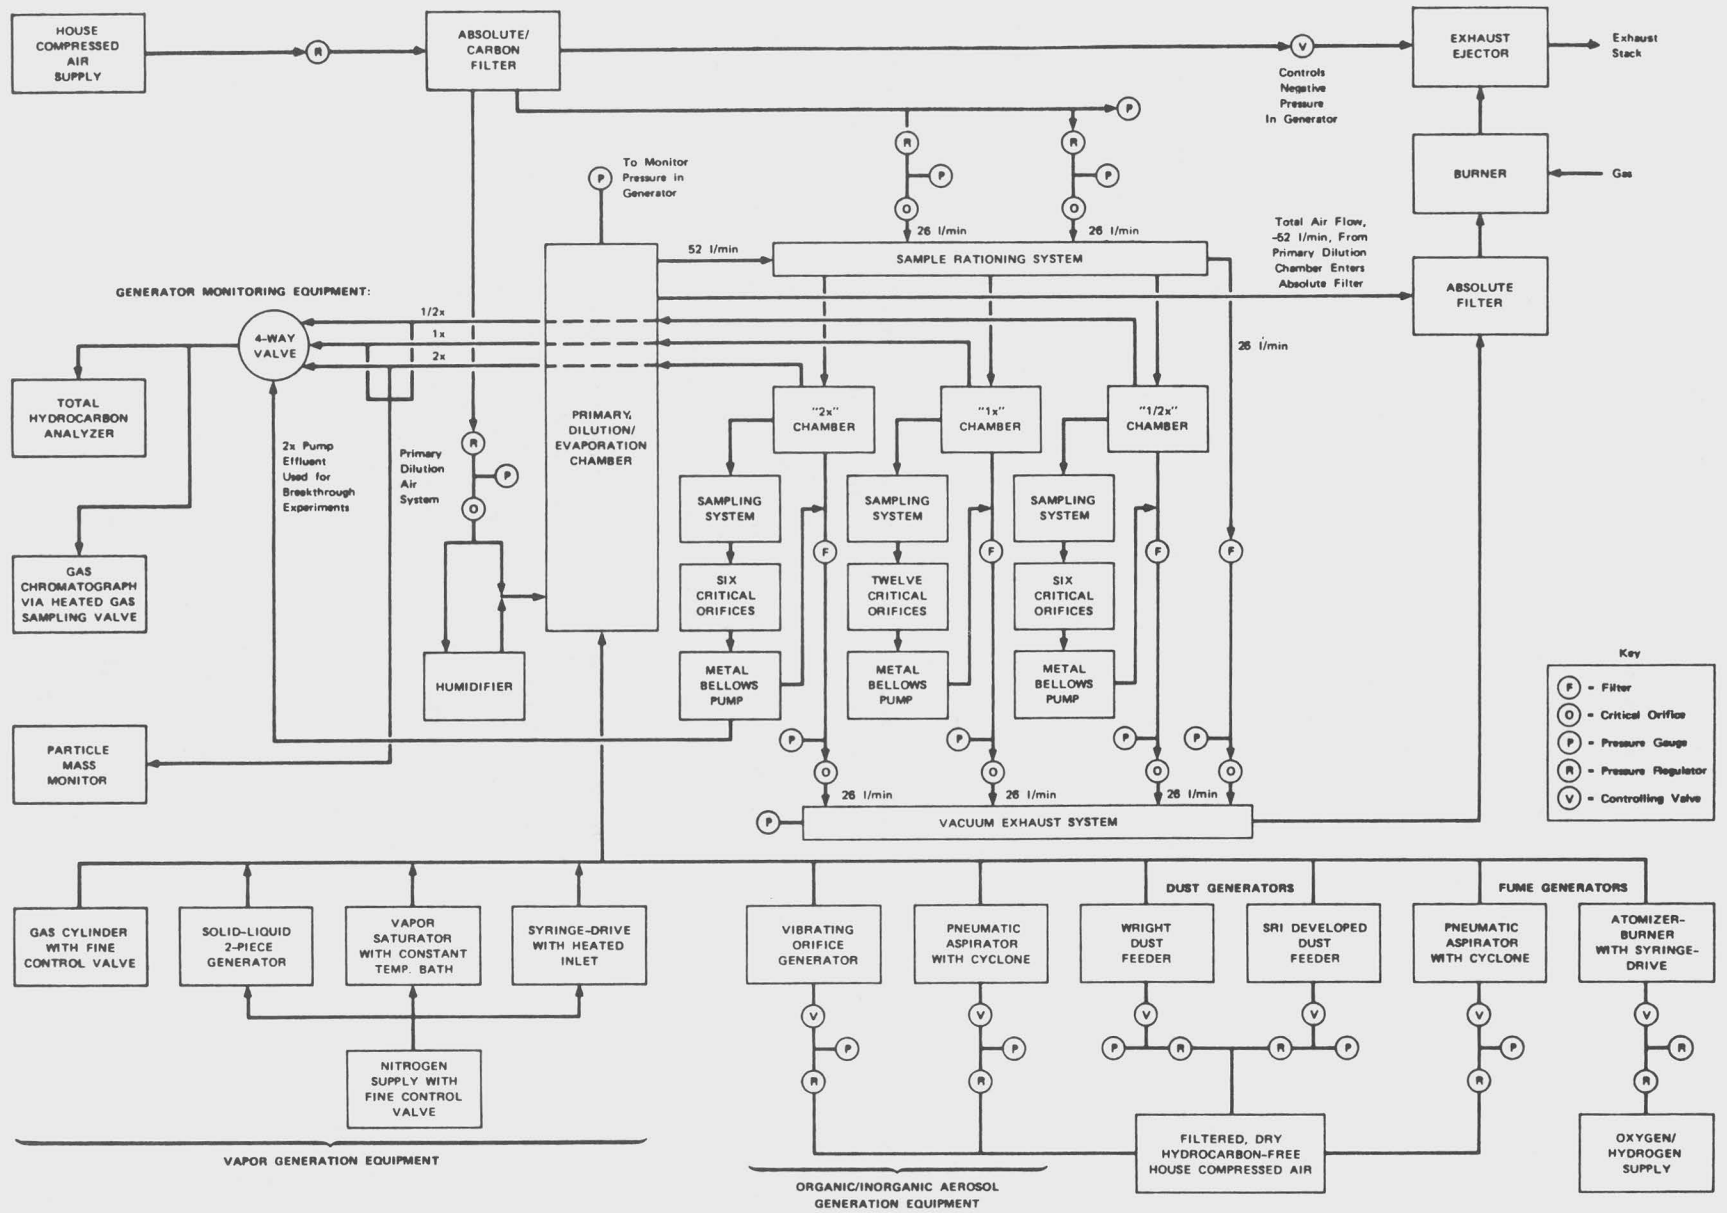 HOUSE
COMPRESSED
AIR
SUPPLY
R
ABSOLUTE/
CARBON
FILTER
V
Controls
Negative
Pressure
In Generator
EXHAUST
EJECTOR
Exhaust
Stack
P
R
R
P
P
O
O
26 l/min
26 l/min
BURNER
Gas
P
To Monitor
Pressure in
Generator
52 l/min
SAMPLE RATIONING SYSTEM
Total Air Flow,
~52 l/min, From
Primary Dilution
Chamber Enters
Absolute Filter
ABSOLUTE
FILTER
26 l/min
GENERATOR MONITORING EQUIPMENT:
4-WAY
VALVE
1/2x
1x
2x
TOTAL
HYDROCARBON
ANALYZER
2x Pump
Effluent
Used for
Breakthrough
Experiments
Primary
Dilution
Air
System
R
P
O
PRIMARY,
DILUTION/
EVAPORATION
CHAMBER
"2x"
CHAMBER
"1x"
CHAMBER
"1/2x"
CHAMBER
SAMPLING
SYSTEM
SAMPLING
SYSTEM
SAMPLING
SYSTEM
F
F
F
F
SIX
CRITICAL
ORIFICES
TWELVE
CRITICAL
ORIFICES
SIX
CRITICAL
ORIFICES
METAL
BELLOWS
PUMP
METAL
BELLOWS
PUMP
METAL
BELLOWS
PUMP
GAS
CHROMATOGRAPH
VIA HEATED GAS
SAMPLING VALVE
HUMIDIFIER
PARTICLE
MASS
MONITOR
P
P
P
P
O
O
O
O
26 l/min
26 l/min
26 l/min
P
VACUUM EXHAUST SYSTEM
Key
F = Filter
O = Critical Orifice
P = Pressure Gauge
R = Pressure Regulator
V = Controlling Valve
GAS CYLINDER
WITH FINE
CONTROL VALVE
SOLID-LIQUID
2-PIECE
GENERATOR
VAPOR
SATURATOR
WITH CONSTANT
TEMP. BATH
SYRINGE-DRIVE
WITH HEATED
INLET
NITROGEN
SUPPLY WITH
FINE CONTROL
VALVE
VAPOR GENERATION EQUIPMENT
DUST GENERATORS
FUME GENERATORS
VIBRATING
ORIFICE
GENERATOR
PNEUMATIC
ASPIRATOR
WITH CYCLONE
WRIGHT
DUST
FEEDER
SRI DEVELOPED
DUST
FEEDER
PNEUMATIC
ASPIRATOR
WITH CYCLONE
ATOMIZER-
BURNER
WITH SYRINGE-
DRIVE
V
V
V
V
V
V
P
P
P
R
R
P
P
R
R
R
R
R
FILTERED, DRY
HYDROCARBON-FREE
HOUSE COMPRESSED AIR
OXYGEN/
HYDROGEN
SUPPLY
ORGANIC/INORGANIC AEROSOL
GENERATION EQUIPMENT